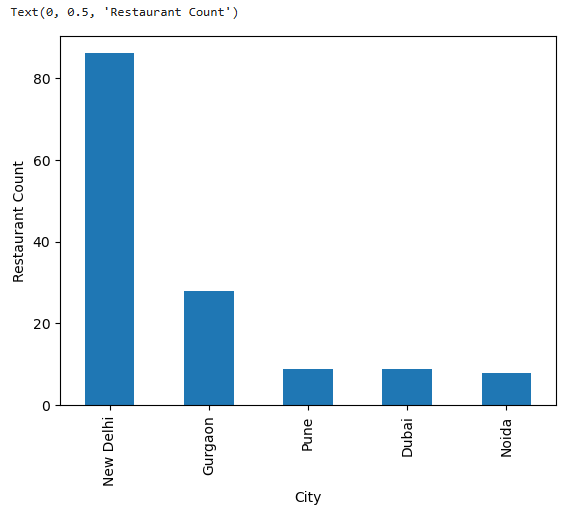 Text(0, 0.5, 'Restaurant Count')
80
60
40
20
0
Restaurant Count
New Delhi
Gurgaon
Pune
Dubai
Noida
City